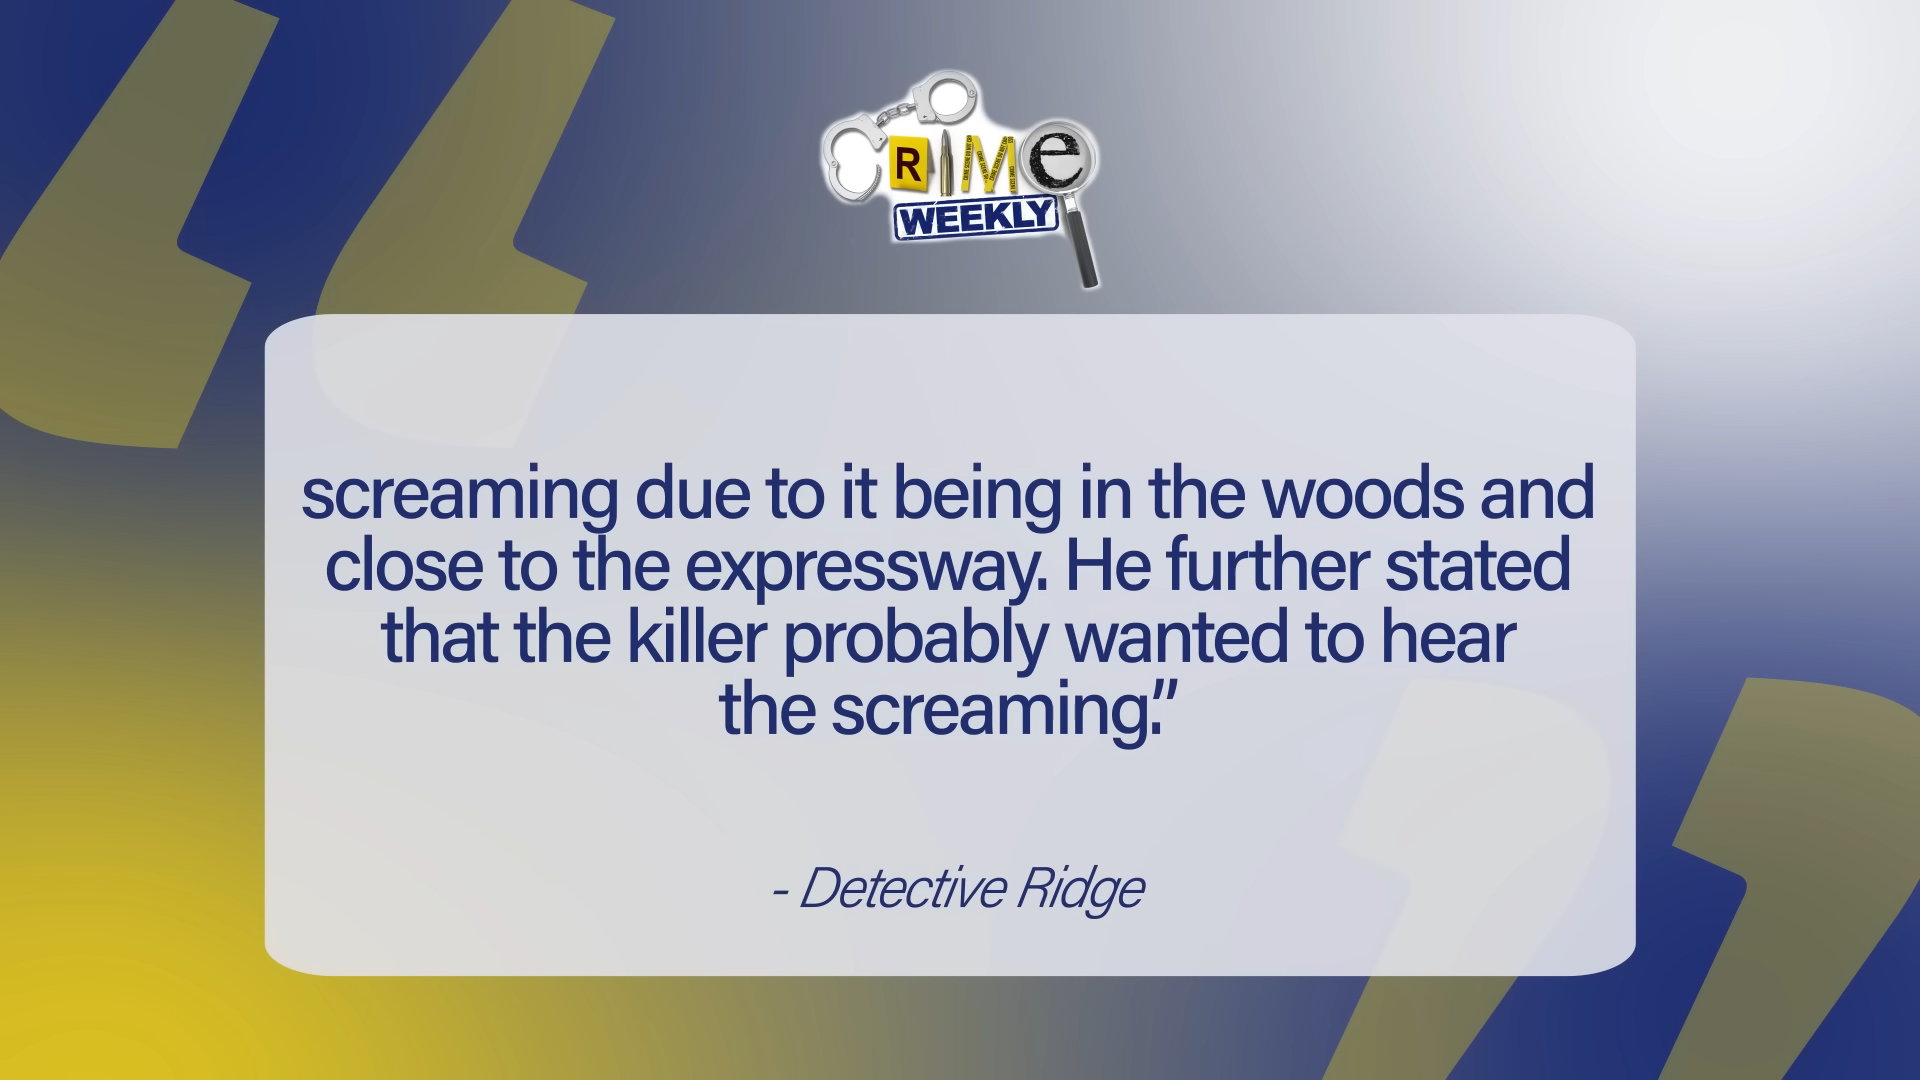 CRIMe
WEEKLY
screaming due to it being in the woods and
close to the expressway. He further stated
that the killer probably wanted to hear
the screaming.”
- Detective Ridge